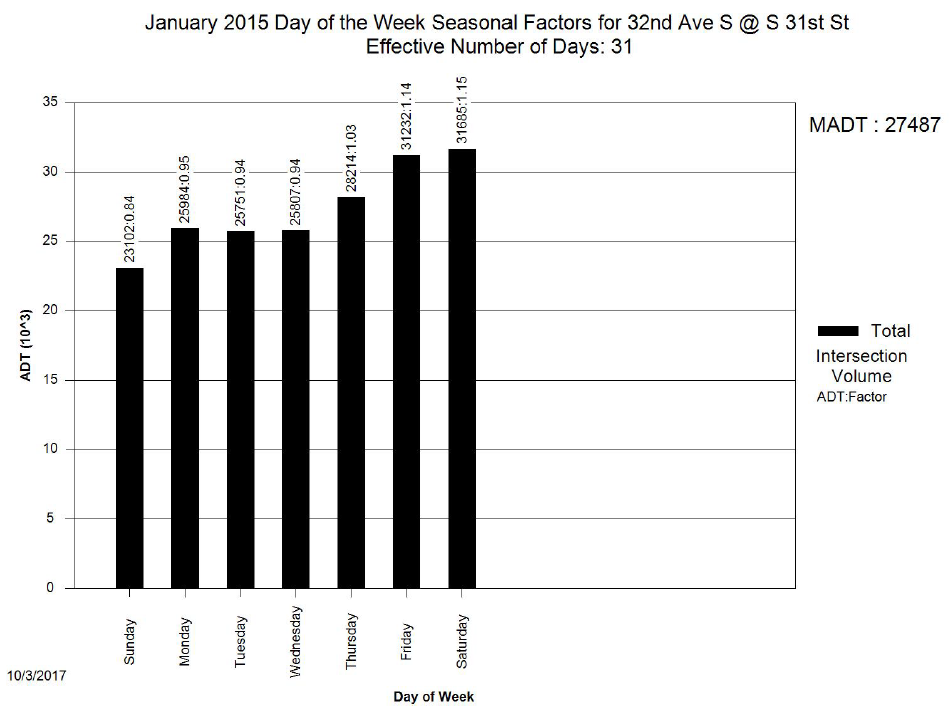 January 2015 Day of the Week Seasonal Factors for 32nd Ave S @ S 31st St
Effective Number of Days: 31
MADT : 27487
35
30
25
20
15
10
5
0
ADT (10^3)
23102:0.84
25984:0.95
25751:0.94
25807:0.94
28214:1.03
31232:1.14
31685:1.15
Total
Intersection
Volume
ADT:Factor
Sunday
Monday
Tuesday
Wednesday
Thursday
Friday
Saturday
10/3/2017
Day of Week